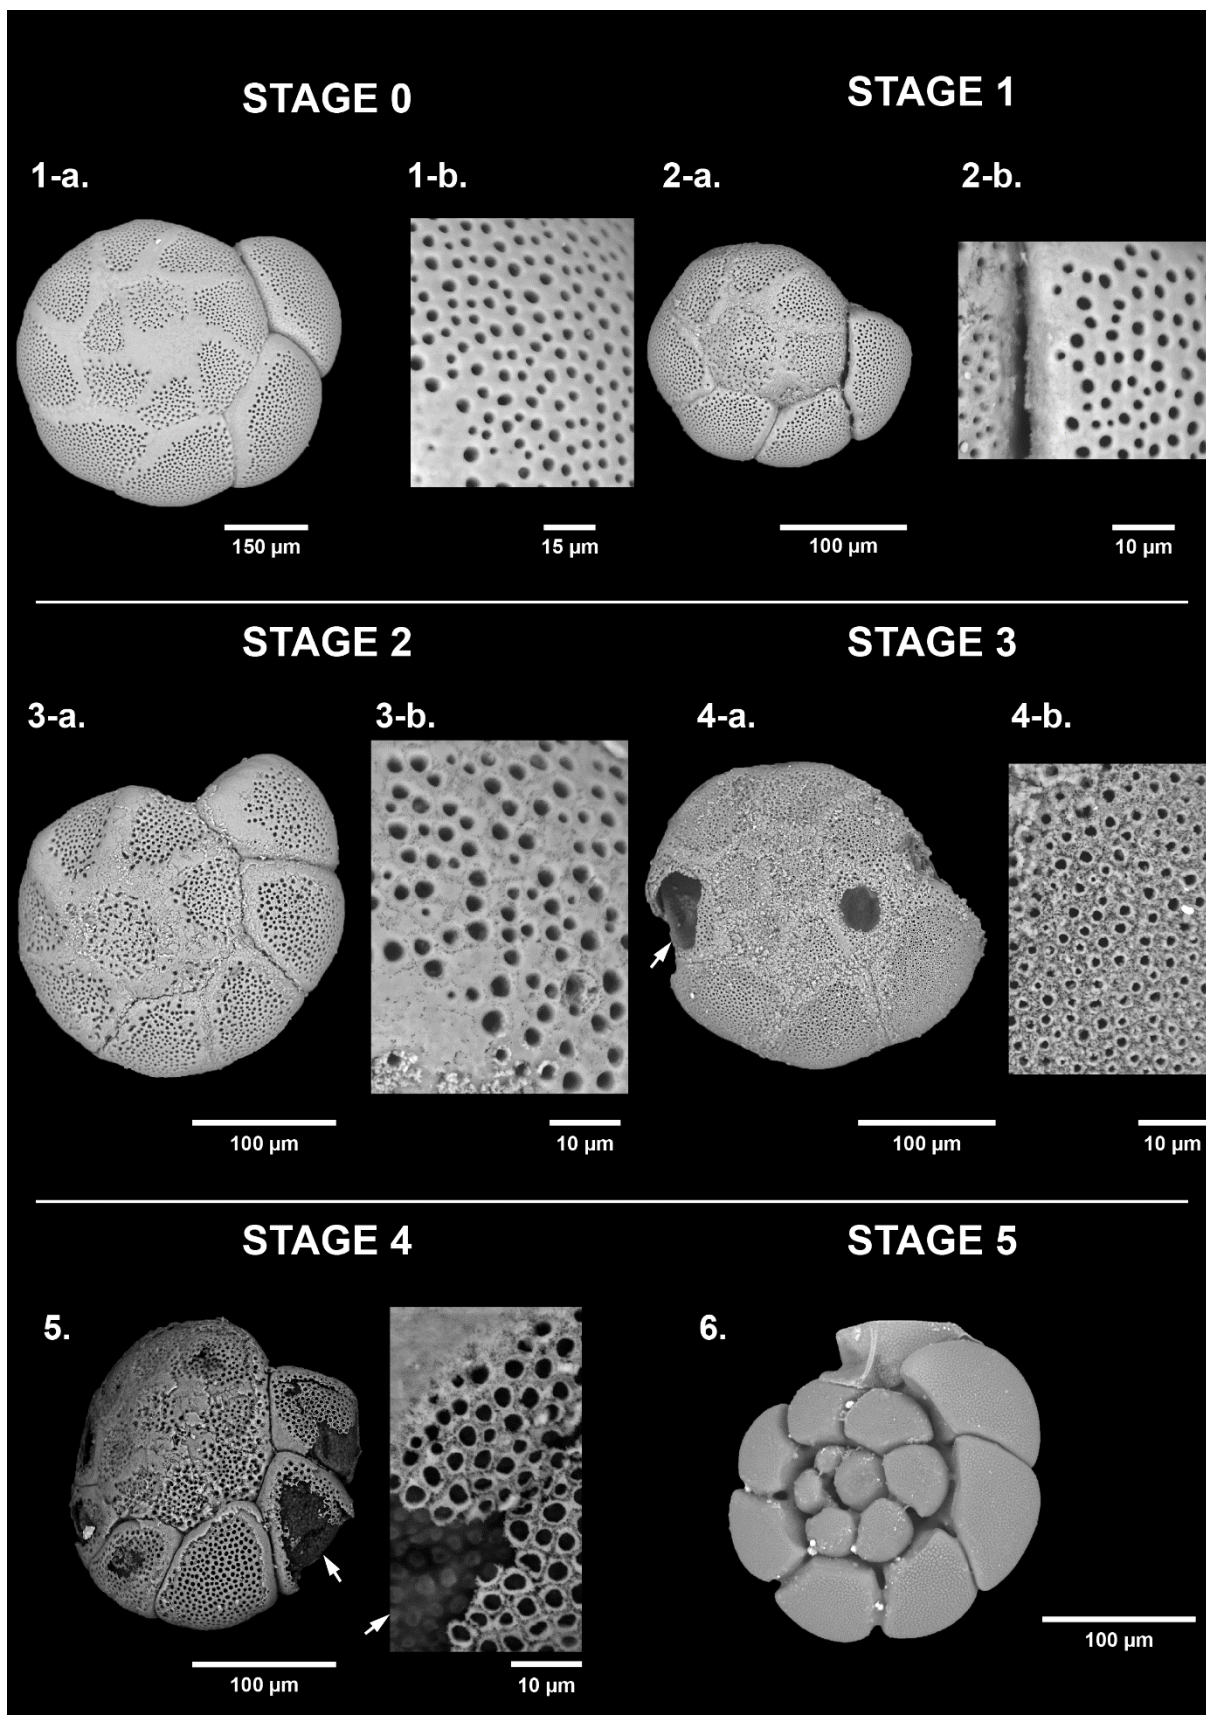 STAGE 0
STAGE 1
1-a.
1-b.
2-a.
2-b.
150 µm
15 µm
100 µm
10 µm
STAGE 2
STAGE 3
3-a.
3-b.
4-a.
4-b.
100 µm
10 µm
100 µm
10 µm
STAGE 4
STAGE 5
5.
6.
100 µm
10 µm
100 µm